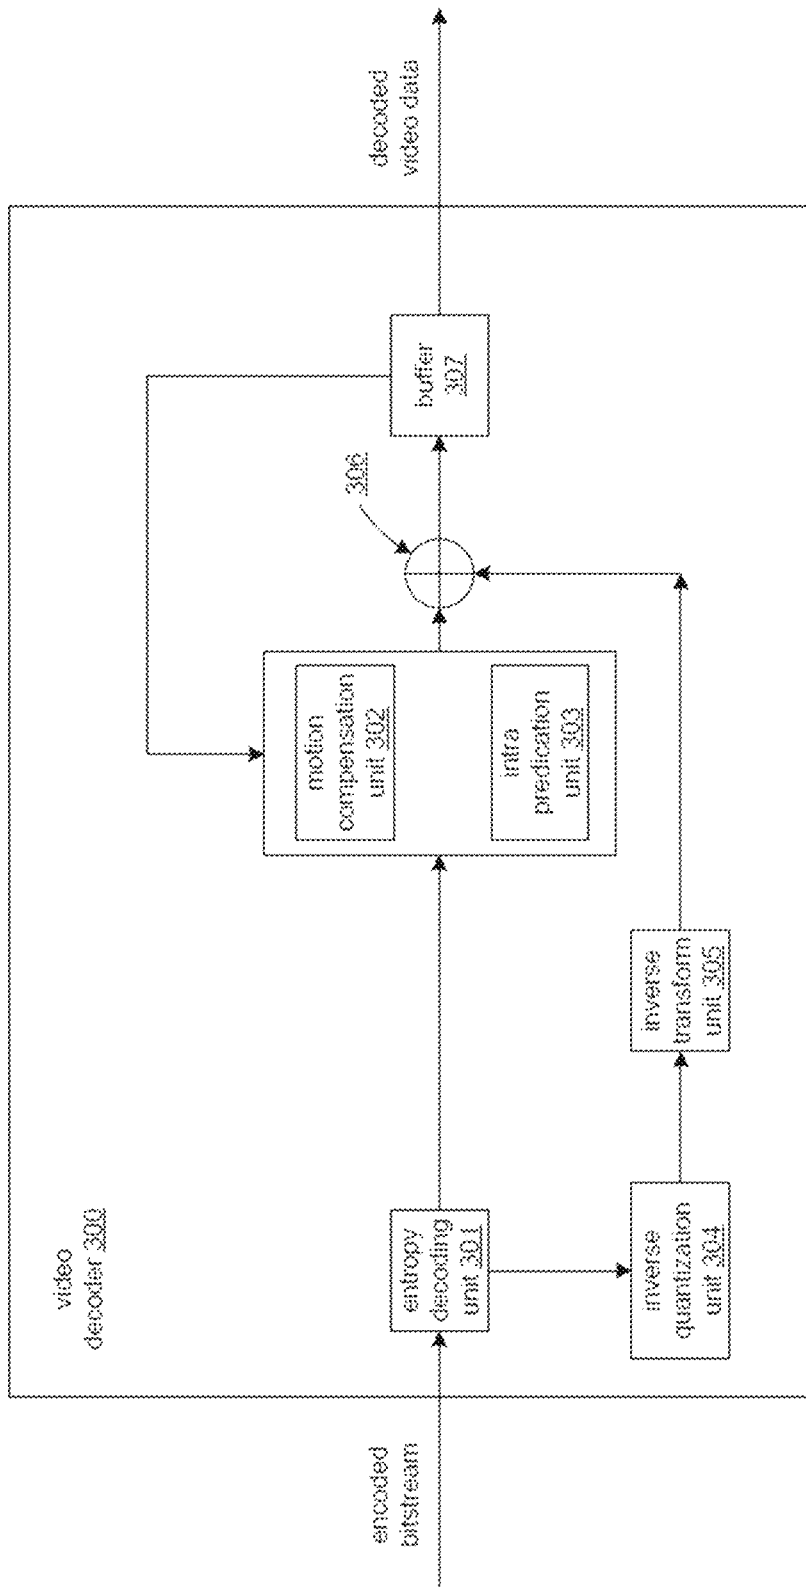 video
decoder 300
encoded
bitstream
entropy
decoding
unit 301
inverse
quantization
unit 304
inverse
transform
unit 305
motion
compensation
unit 302
intra
predication
unit 303
306
buffer
307
decoded
video data